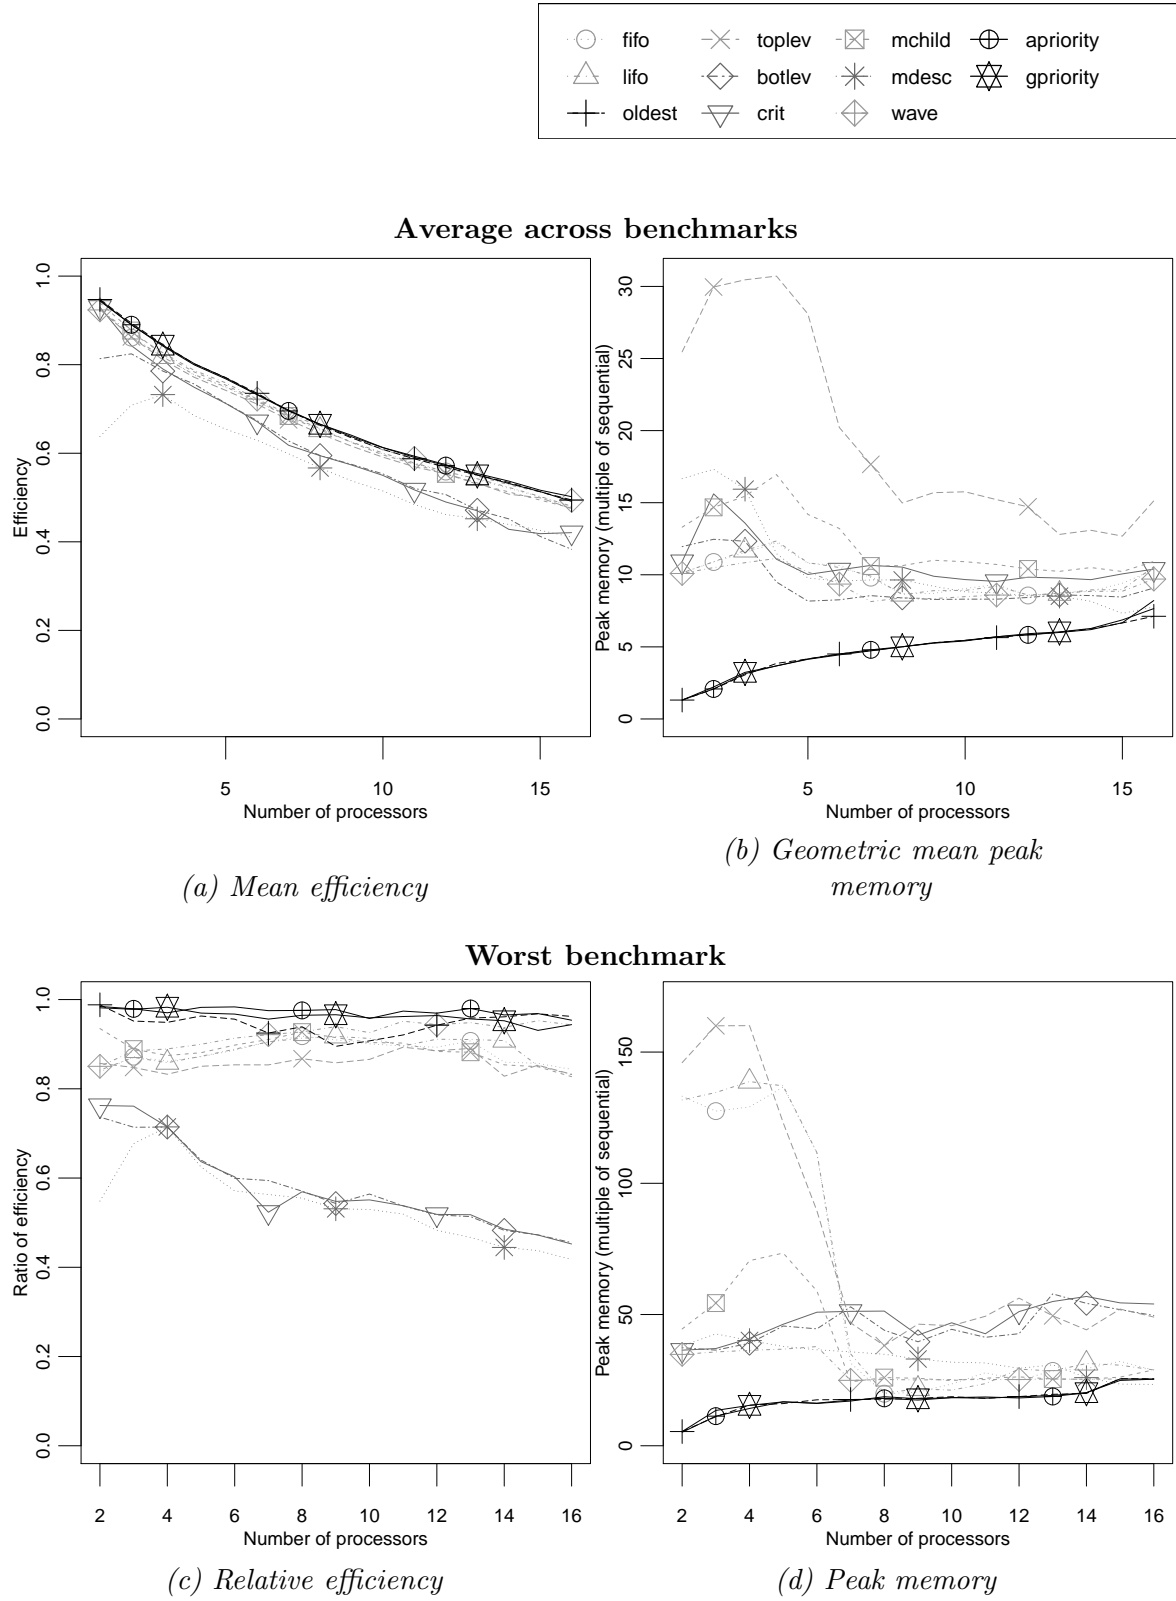 fifo toplev mchild apriority
lifo botlev mdesc gpriority
oldest crit wave
Average across benchmarks
Efficiency
0.0 0.2 0.4 0.6 0.8 1.0
5 10 15
Number of processors
(a) Mean efficiency
Peak memory (multiple of sequential)
0 5 10 15 20 25 30
5 10 15
Number of processors
(b) Geometric mean peak
memory
Worst benchmark
Ratio of efficiency
0.0 0.2 0.4 0.6 0.8 1.0
2 4 6 8 10 12 14 16
Number of processors
(c) Relative efficiency
Peak memory (multiple of sequential)
0 50 100 150
2 4 6 8 10 12 14 16
Number of processors
(d) Peak memory